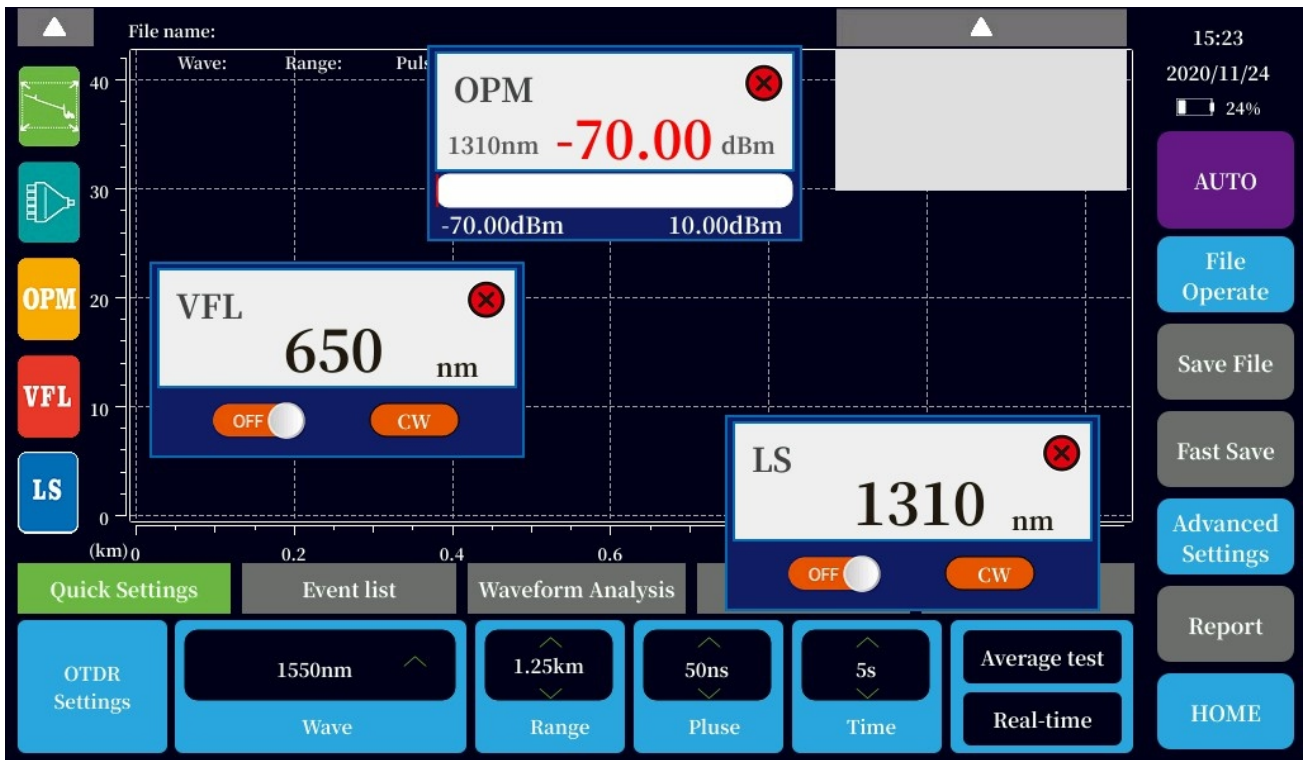 File name:
15:23
2020/11/24
24%
Wave: Range: Puls
40
30
20
10
0
(km) 0 0.2 0.4 0.6
OPM
VFL
LS
OPM
1310nm -70.00 dBm
-70.00dBm 10.00dBm
VFL
650 nm
OFF CW
LS
1310 nm
OFF CW
AUTO
File
Operate
Save File
Fast Save
Advanced
Settings
Report
HOME
Quick Settings Event list Waveform Analysis
OTDR
Settings
1550nm
Wave
1.25km
Range
50ns
Pluse
5s
Time
Average test
Real-time